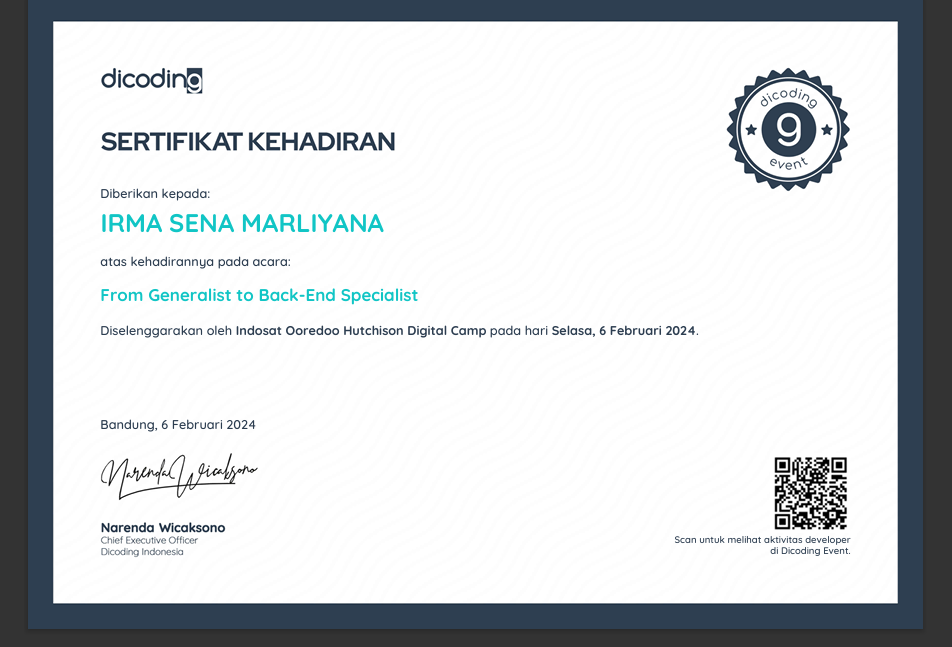 dicoding
SERTIFIKAT KEHADIRAN
dicoding
9
event
Diberikan kepada:
IRMA SENA MARLIYANA
atas kehadirannya pada acara:
From Generalist to Back-End Specialist
Diselenggarakan oleh Indosat Ooredoo Hutchison Digital Camp pada hari Selasa, 6 Februari 2024.
Bandung, 6 Februari 2024
Narenda Wicaksono
Narenda Wicaksono
Chief Executive Officer
Dicoding Indonesia
Scan untuk melihat aktivitas developer
di Dicoding Event.